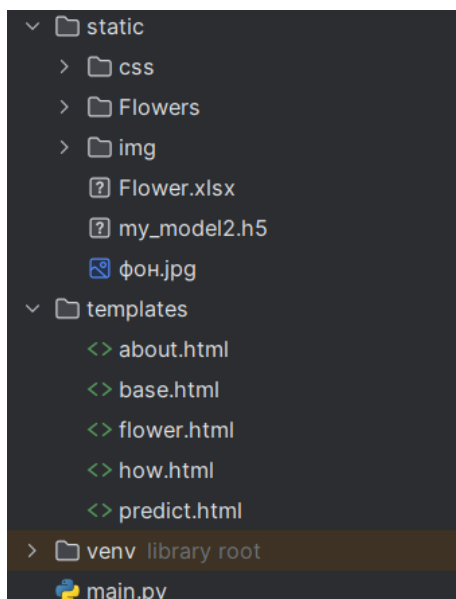 static
css
Flowers
img
Flower.xlsx
my_model2.h5
фон.jpg
templates
about.html
base.html
flower.html
how.html
predict.html
venv library root
main.py